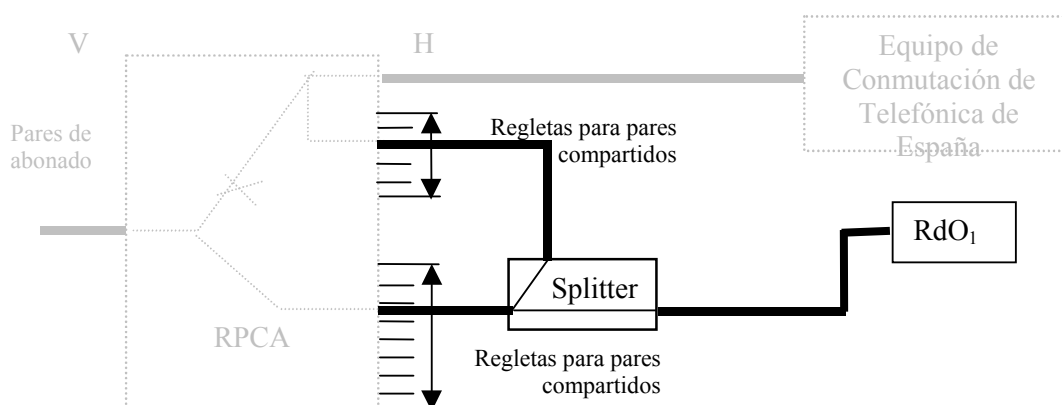 V
H
Equipo de
Conmutación de
Telefónica de
España
Pares de
abonado
Regletas para pares
compartidos
RdO₁
Splitter
RPCA
Regletas para pares
compartidos